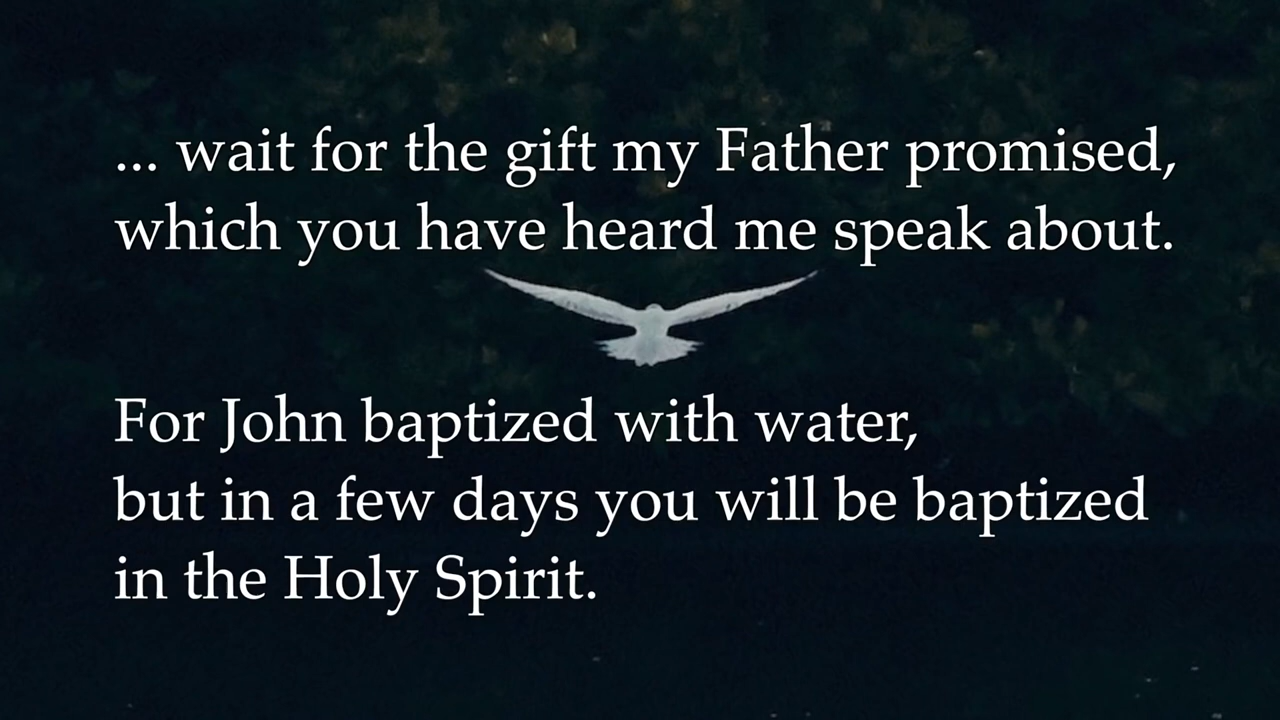 ... wait for the gift my Father promised,
which you have heard me speak about.
For John baptized with water,
but in a few days you will be baptized
in the Holy Spirit.